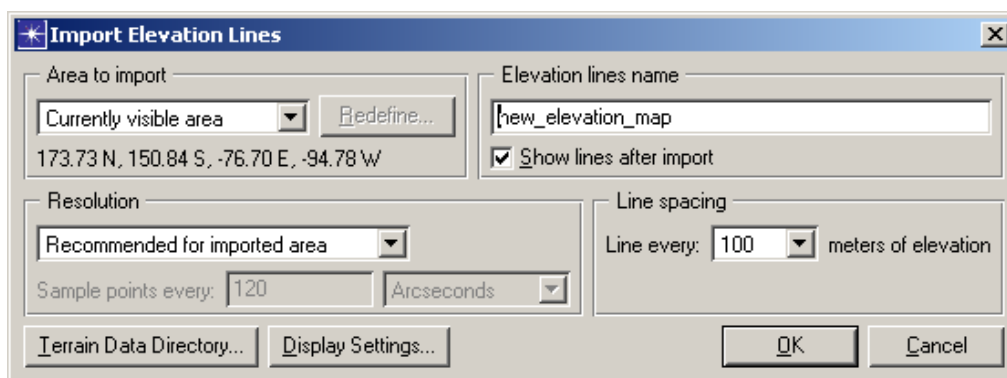 Import Elevation Lines
Area to import
Currently visible area
Redefine...
173.73 N, 150.84 S, -76.70 E, -94.78 W
Elevation lines name
new_elevation_map
Show lines after import
Resolution
Recommended for imported area
Sample points every: 120 Arcseconds
Line spacing
Line every: 100 meters of elevation
Terrain Data Directory...
Display Settings...
OK
Cancel